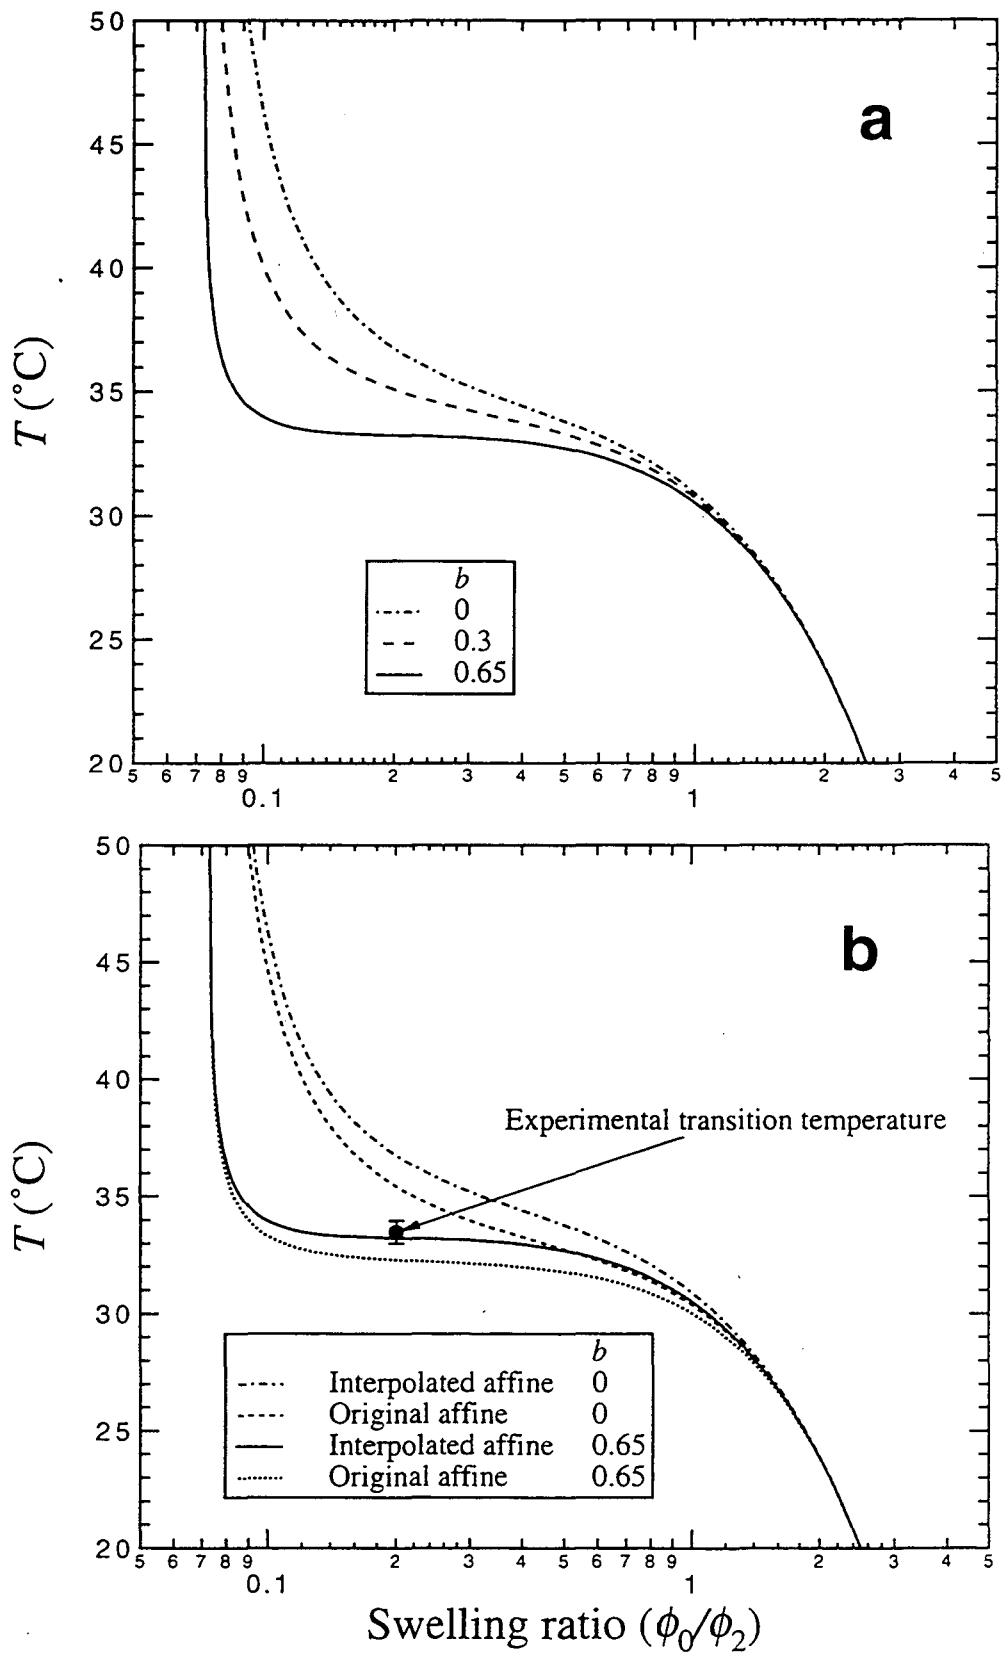 50
a
45
40
T (°C)
35
30
b
0
0.3
0.65
25
20
5 6 7 8 9 2 3 4 5 6 7 8 9 2 3 4 5
0.1 1
50
b
45
40
Experimental transition temperature
T (°C)
35
30
b
Interpolated affine 0
Original affine 0
25
Interpolated affine 0.65
Original affine 0.65
20
5 6 7 8 9 2 3 4 5 6 7 8 9 2 3 4 5
0.1 1
Swelling ratio (ϕ₀/ϕ₂)